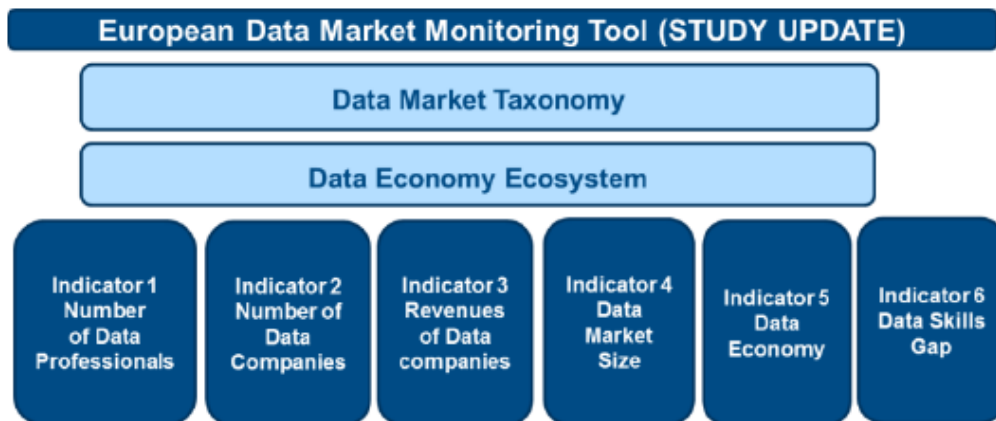 European Data Market Monitoring Tool (STUDY UPDATE)
Data Market Taxonomy
Data Economy Ecosystem
Indicator 1
Number
of Data
Professionals
Indicator 2
Number of
Data
Companies
Indicator 3
Revenues
of Data
companies
Indicator 4
Data
Market
Size
Indicator 5
Data
Economy
Indicator 6
Data Skills
Gap